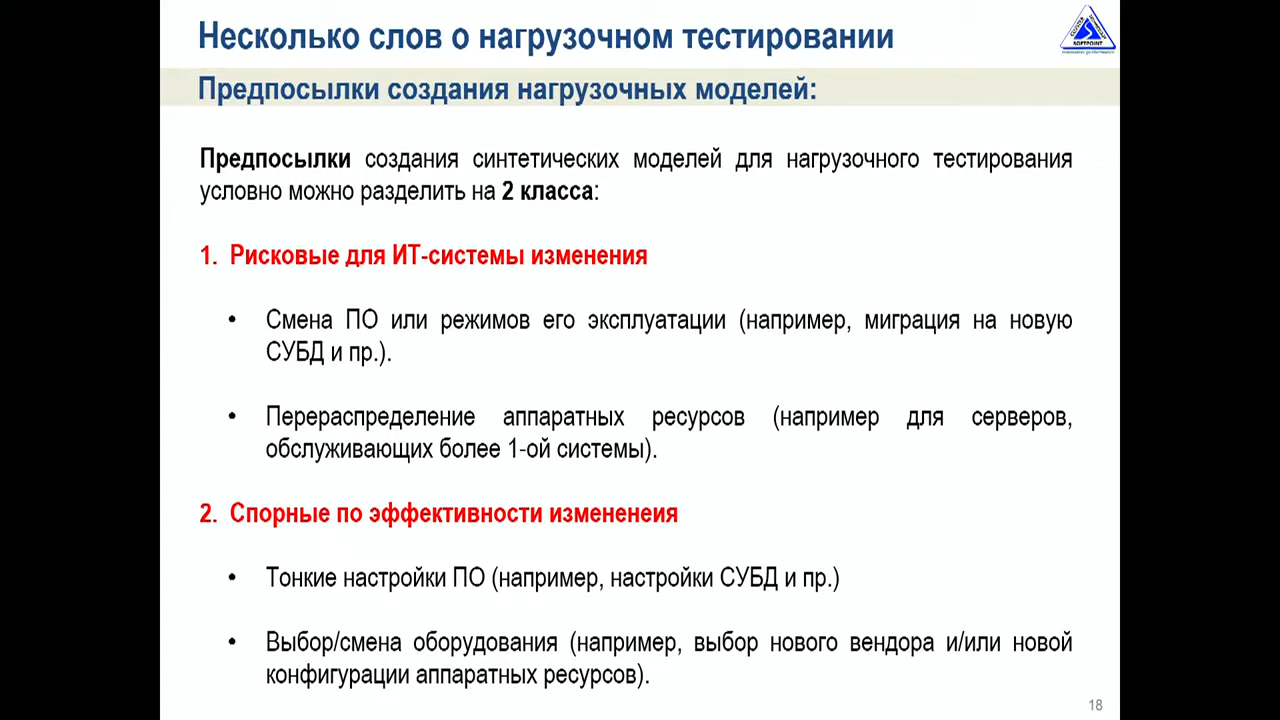 Несколько слов о нагрузочном тестировании
Предпосылки создания нагрузочных моделей:
Предпосылки создания синтетических моделей для нагрузочного тестирования
условно можно разделить на 2 класса:
1. Рисковые для ИТ-системы изменения
• Смена ПО или режимов его эксплуатации (например, миграция на новую
СУБД и пр.).
• Перераспределение аппаратных ресурсов (например для серверов,
обслуживающих более 1-ой системы).
2. Спорные по эффективности измененеия
• Тонкие настройки ПО (например, настройки СУБД и пр.)
• Выбор/смена оборудования (например, выбор нового вендора и/или новой
конфигурации аппаратных ресурсов).
18